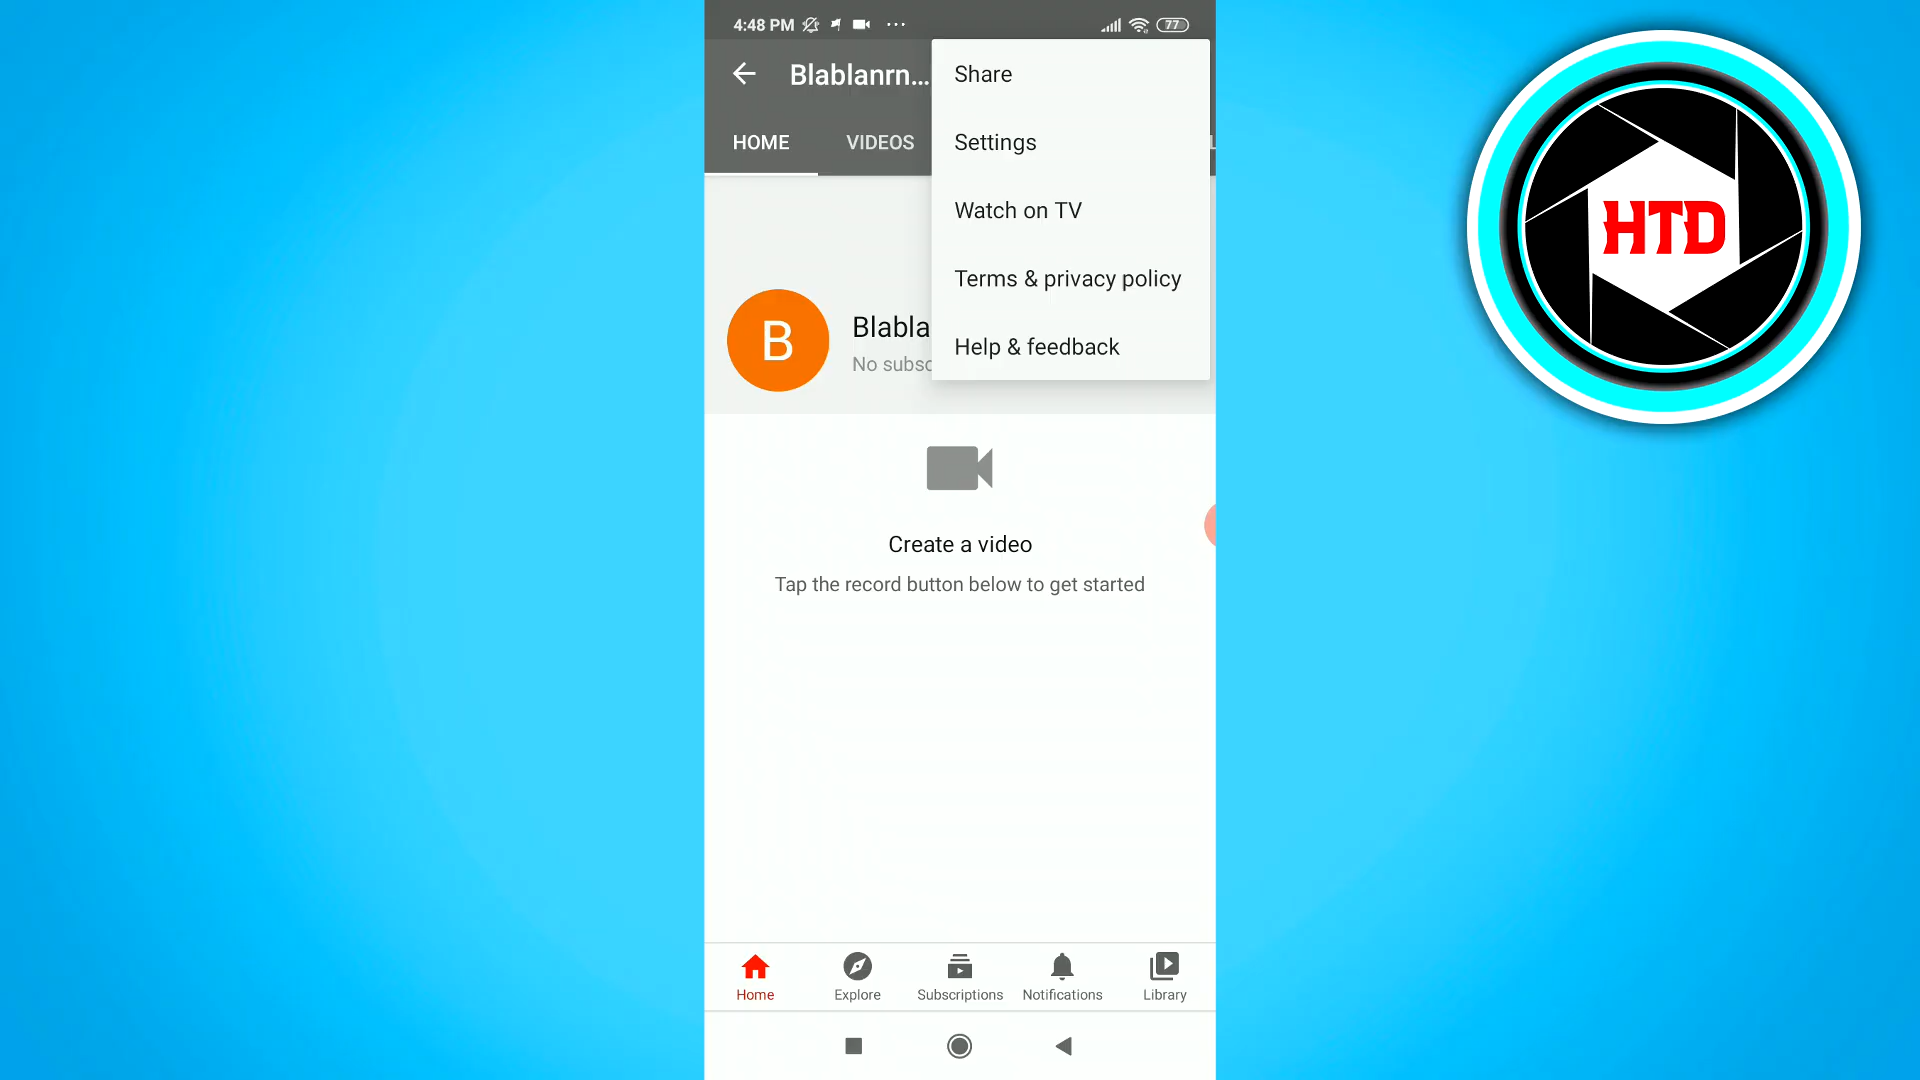 4:48 PM
77
Blablanrn...
Share
HOME
VIDEOS
Settings
Watch on TV
Terms & privacy policy
B
Blabla
Help & feedback
No subsc
Create a video
Tap the record button below to get started
Home
Explore
Subscriptions
Notifications
Library
HTD